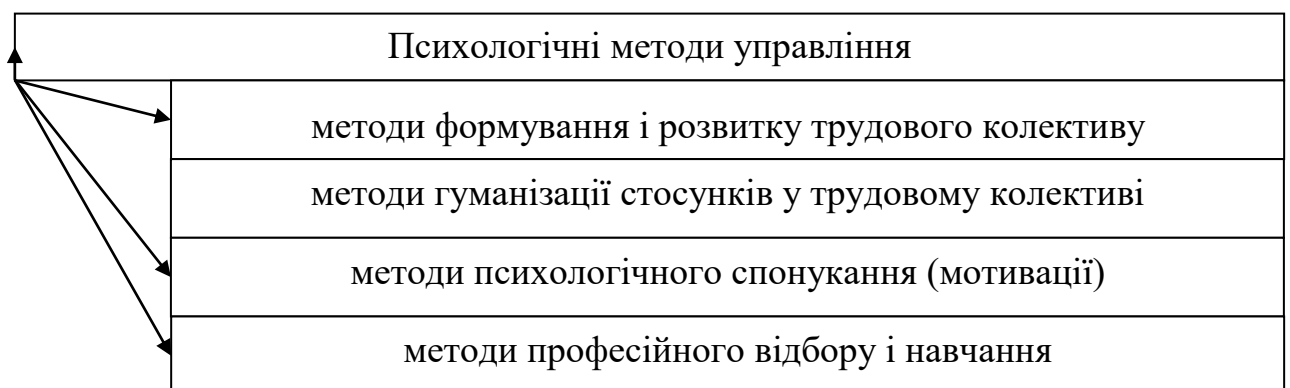 Психологічні методи управління
методи формування і розвитку трудового колективу
методи гуманізації стосунків у трудовому колективі
методи психологічного спонукання (мотивації)
методи професійного відбору і навчання